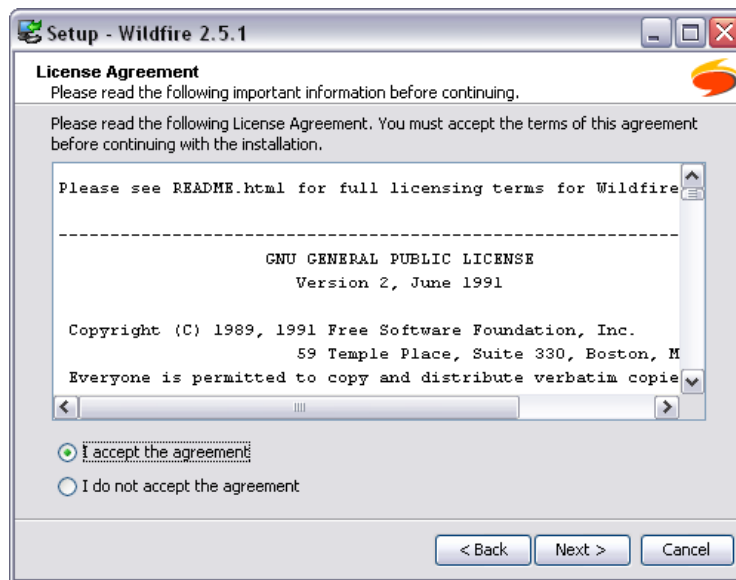 Setup - Wildfire 2.5.1
License Agreement
Please read the following important information before continuing.
Please read the following License Agreement. You must accept the terms of this agreement
before continuing with the installation.
Please see README.html for full licensing terms for Wildfire
--------------------------------------------------------------
GNU GENERAL PUBLIC LICENSE
Version 2, June 1991
Copyright (C) 1989, 1991 Free Software Foundation, Inc.
59 Temple Place, Suite 330, Boston, M
Everyone is permitted to copy and distribute verbatim copie
I accept the agreement
I do not accept the agreement
< Back Next > Cancel